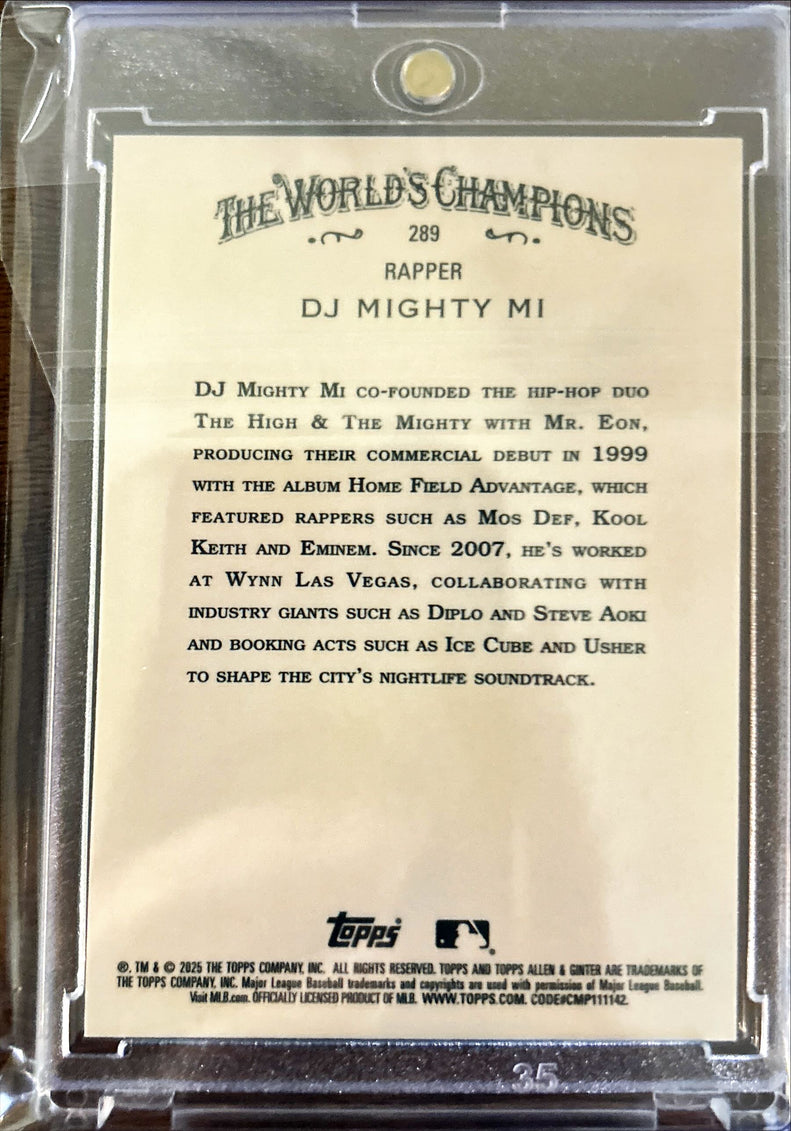 The World's Champions
289
RAPPER
DJ MIGHTY MI
DJ Mighty Mi co-founded the hip-hop duo
The High & The Mighty with Mr. Eon,
producing their commercial debut in 1999
with the album Home Field Advantage, which
featured rappers such as Mos Def, Kool
Keith and Eminem. Since 2007, he's worked
at Wynn Las Vegas, collaborating with
industry giants such as Diplo and Steve Aoki
and booking acts such as Ice Cube and Usher
to shape the city's nightlife soundtrack.
Topps
®, TM & © 2025 THE TOPPS COMPANY, INC. ALL RIGHTS RESERVED. TOPPS AND TOPPS ALLEN & GINTER ARE TRADEMARKS OF
THE TOPPS COMPANY, INC. Major League Baseball trademarks and copyrights are used with permission of Major League Baseball.
Visit MLB.com. OFFICIALLY LICENSED PRODUCT OF MLB. WWW.TOPPS.COM. CODE#CMP111142.
35